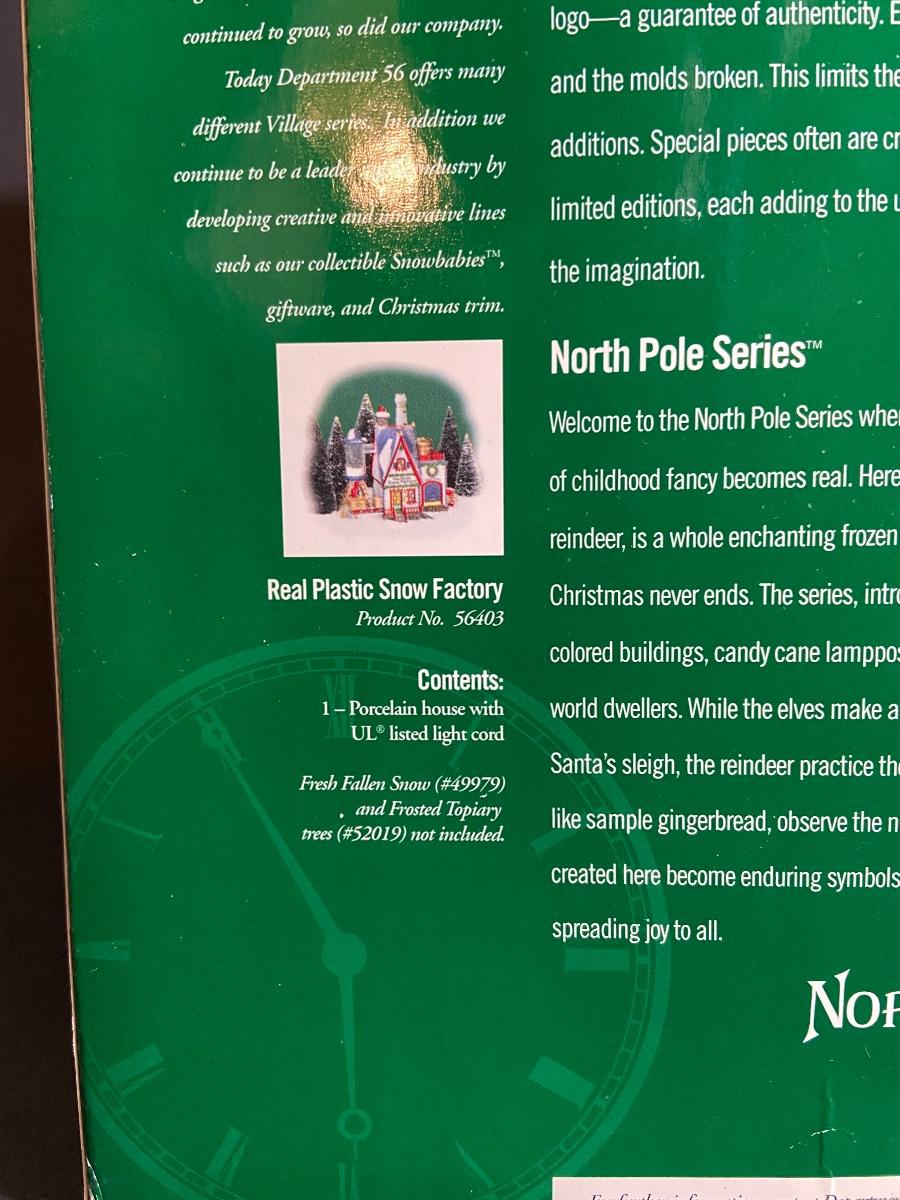 continued to grow, so did our company.
Today Department 56 offers many
different Village series. In addition we
continue to be a leader industry by
developing creative and innovative lines
such as our collectible Snowbabies™,
giftware, and Christmas trim.
Real Plastic Snow Factory
Product No. 56403
Contents:
1 – Porcelain house with
UL® listed light cord
Fresh Fallen Snow (#49979)
and Frosted Topiary
trees (#52019) not included.
logo—a guarantee of authenticity.
and the molds broken. This limits the
additions. Special pieces often are
limited editions, each adding to the
the imagination.
North Pole Series™
Welcome to the North Pole Series
of childhood fancy becomes real. Here
reindeer, is a whole enchanting frozen
Christmas never ends. The series,
colored buildings, candy cane
world dwellers. While the elves make a
Santa's sleigh, the reindeer practice
like sample gingerbread, observe the
created here become enduring symbols
spreading joy to all.